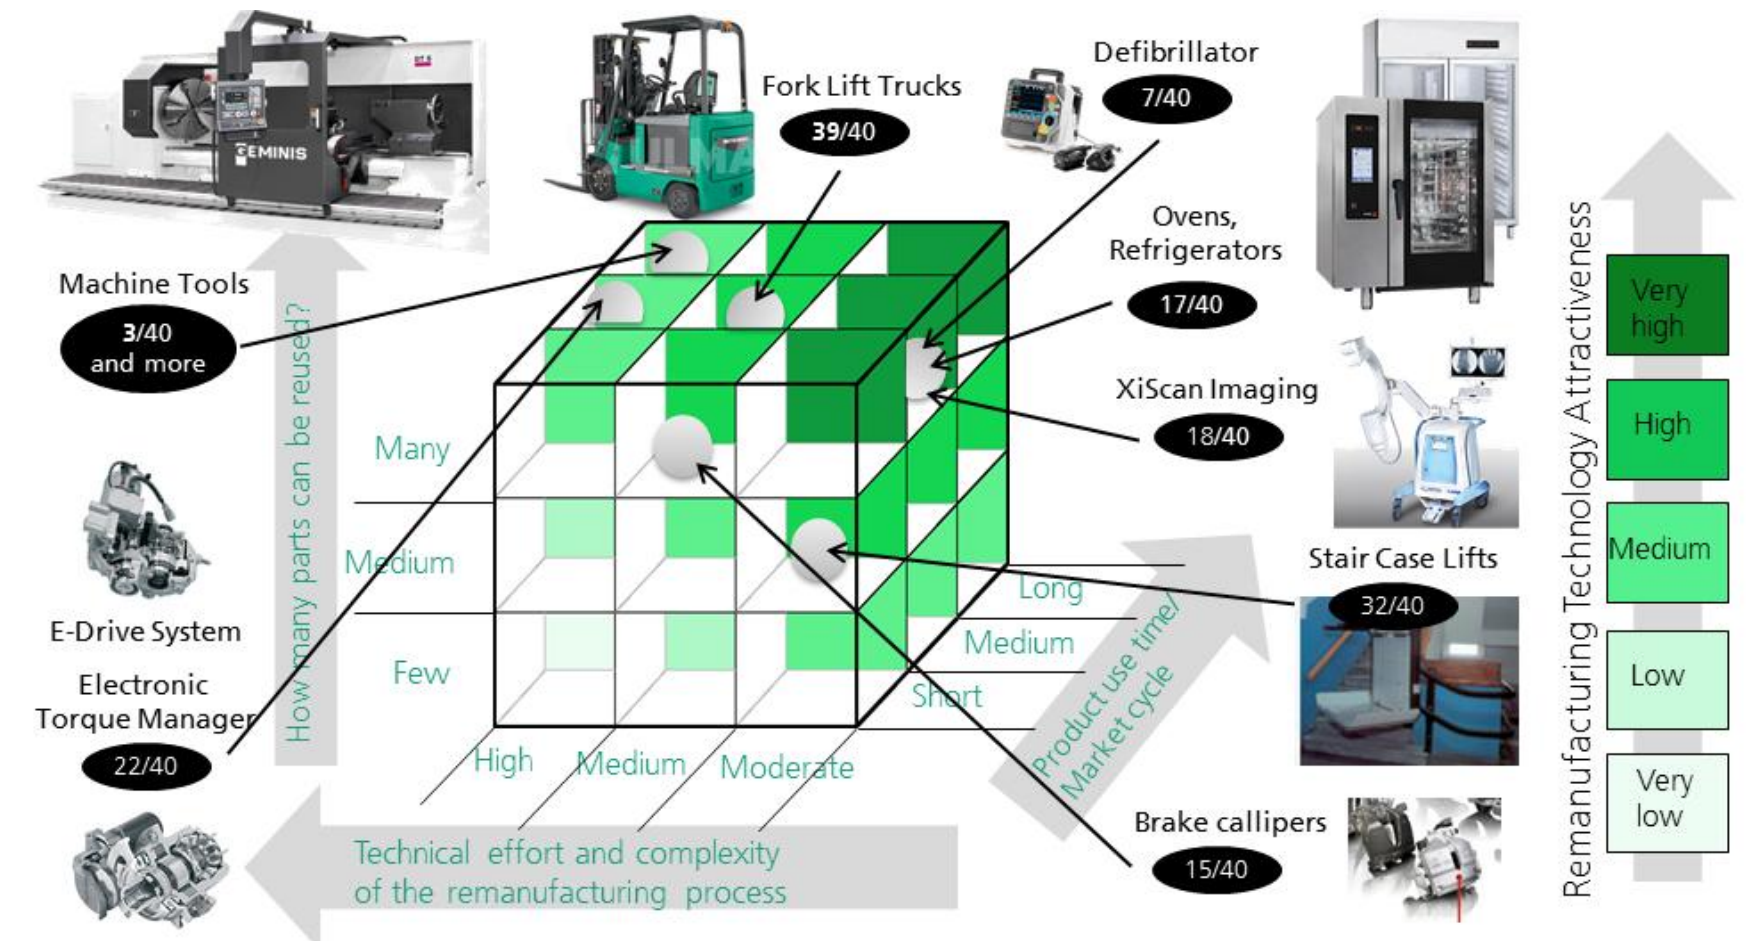 Defibrillator
7/40
Fork Lift Trucks
39/40
GEMINIS
Ovens,
Refrigerators
17/40
Machine Tools
3/40
and more
XiScan Imaging
18/40
Many
Medium
Few
How many parts can be reused?
E-Drive System
Electronic
Torque Manager
22/40
High
Medium
Moderate
Technical effort and complexity
of the remanufacturing process
Long
Medium
Short
Product use time/
Market cycle
Stair Case Lifts
32/40
Brake callipers
15/40
Remanufacturing Technology Attractiveness
Very
high
High
Medium
Low
Very
low